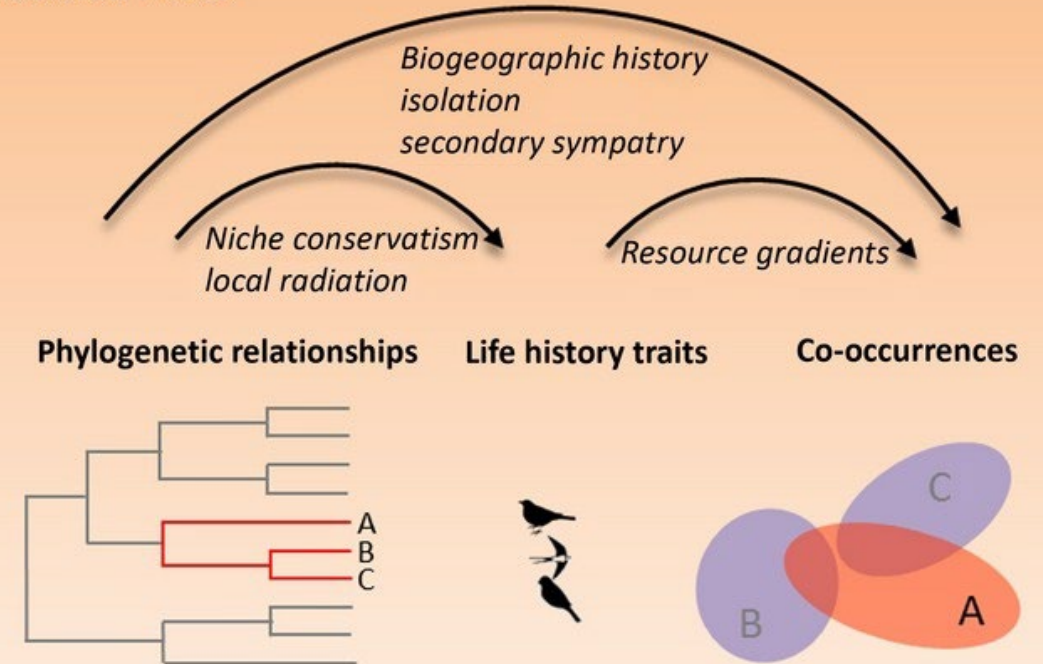 Biogeographic history
isolation
secondary sympatry
Niche conservatism
local radiation
Resource gradients
Phylogenetic relationships
Life history traits
Co-occurrences
A
B
C
C
B
A